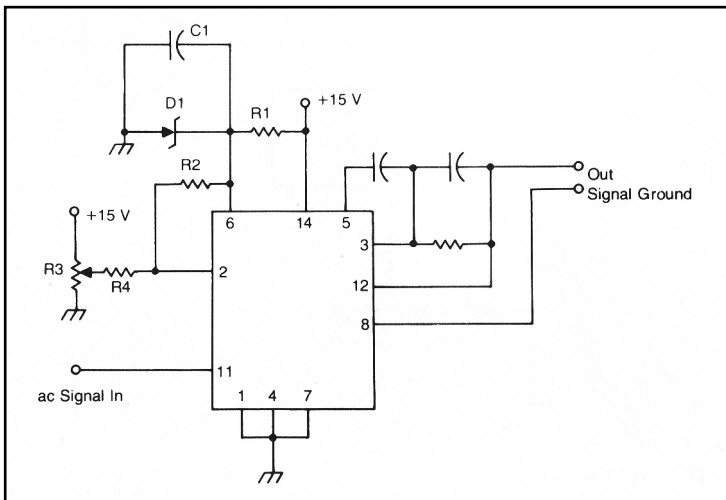 C1
D1
R1
+15 V
R2
Out
Signal Ground
+15 V
6
14
5
3
R3
R4
2
12
8
11
ac Signal In
1 4 7